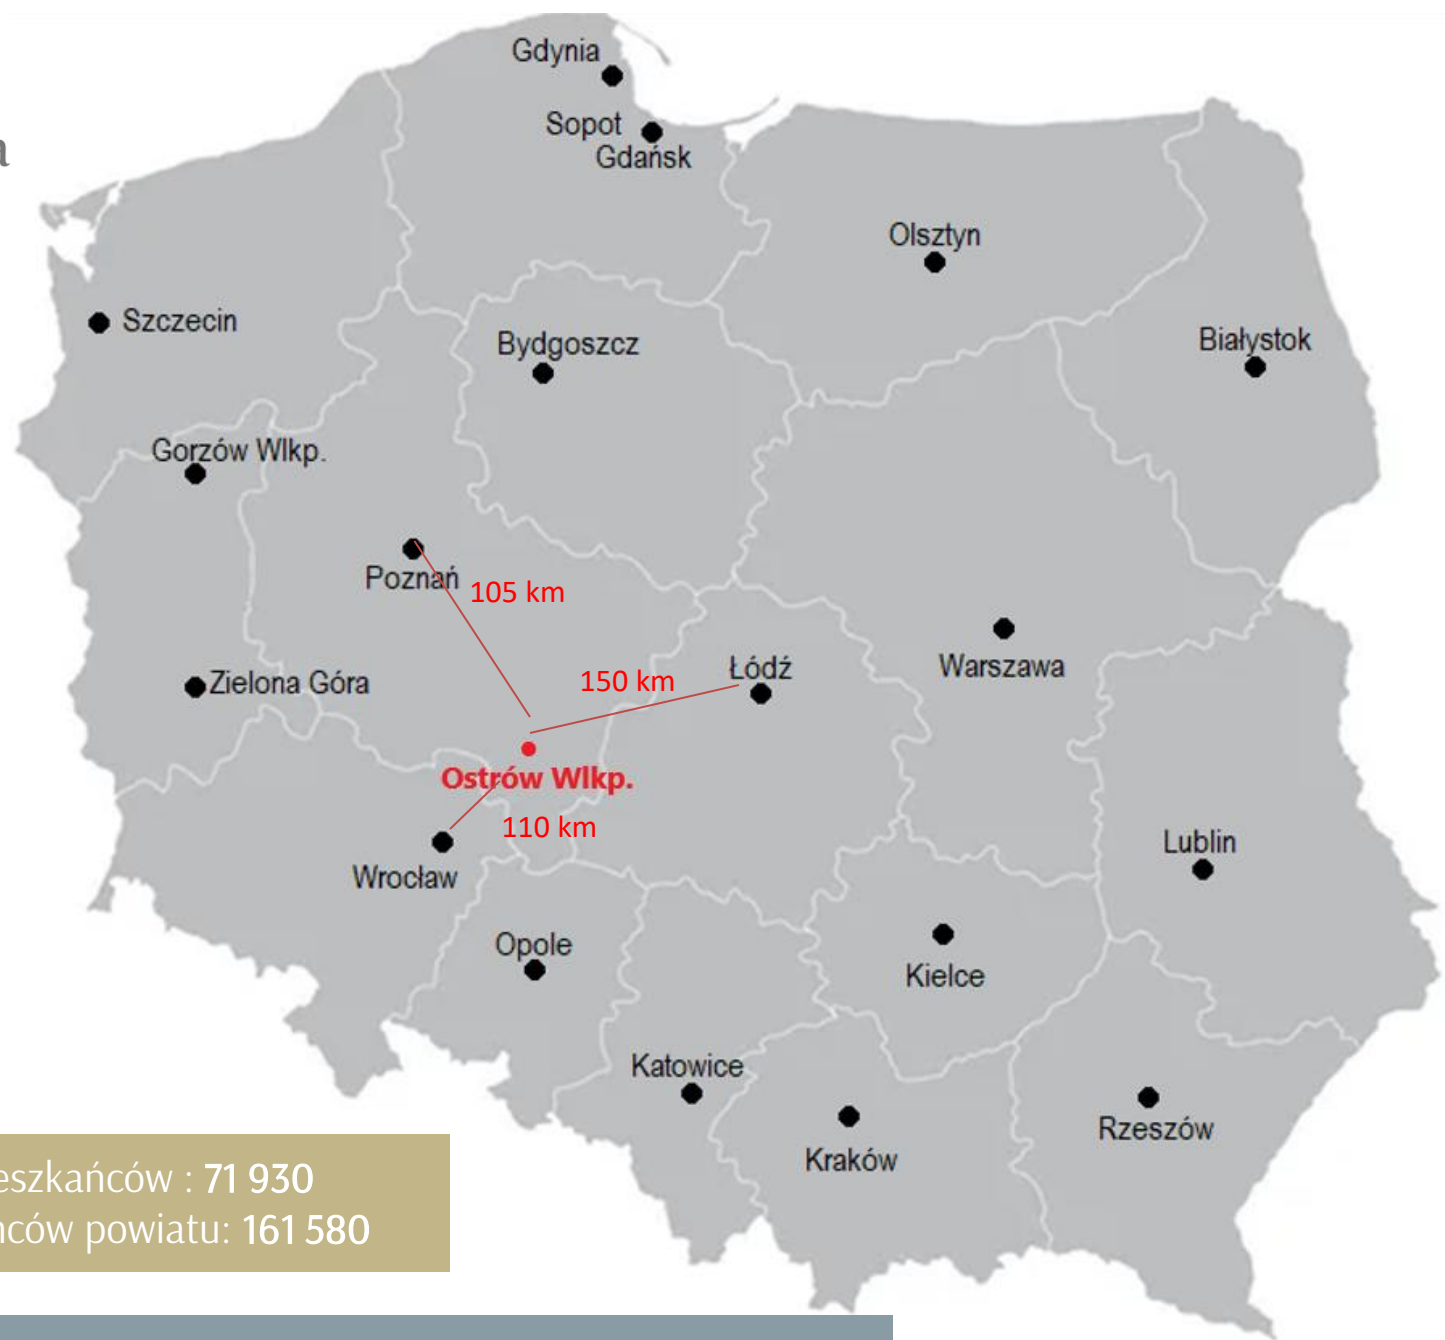 Gdynia
Sopot
Gdańsk
Olsztyn
Szczecin
Bydgoszcz
Białystok
Gorzów Wlkp.
Poznań
105 km
Warszawa
Łódź
150 km
Zielona Góra
Ostrów Wlkp.
110 km
Wrocław
Lublin
Opole
Kielce
Katowice
Kraków
Rzeszów
eszkańców : 71 930
ców powiatu: 161 580